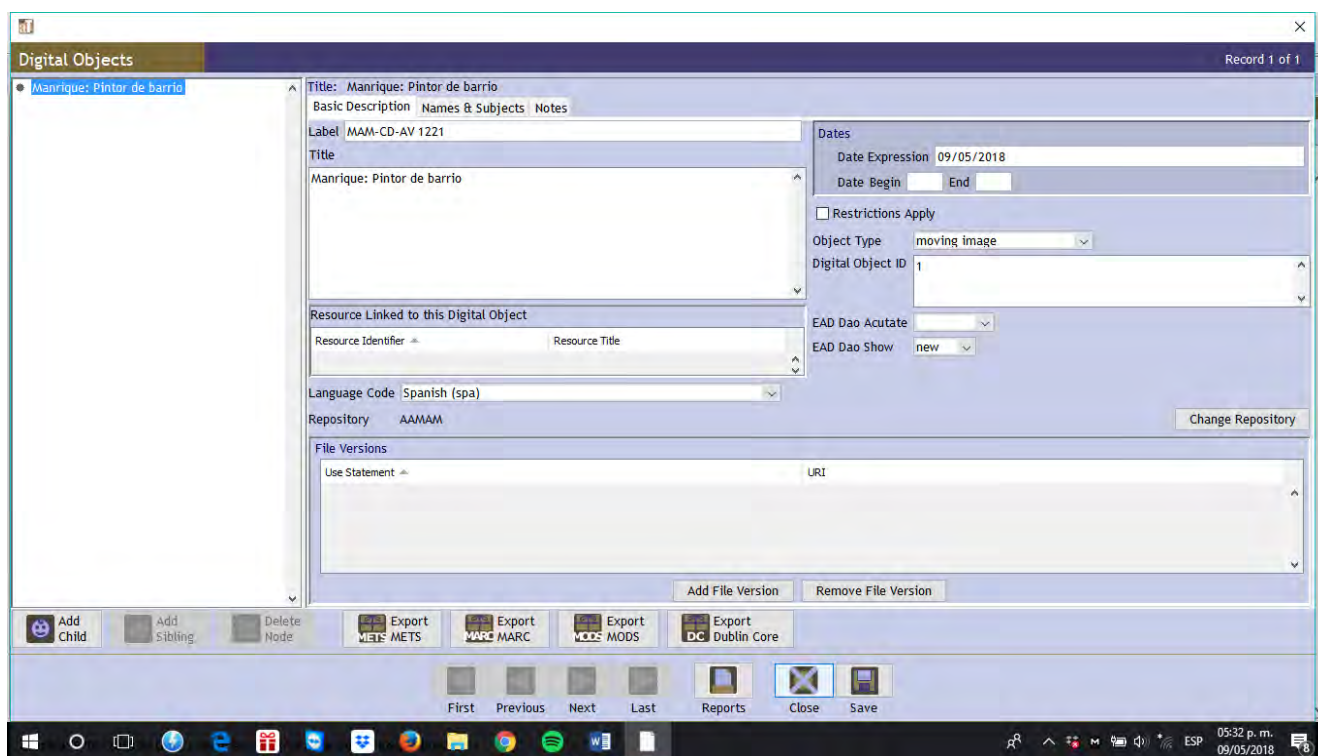 Digital Objects
Record 1 of 1
Manrique: Pintor de barrio
Title: Manrique: Pintor de barrio
Basic Description Names & Subjects Notes
Label MAM-CD-AV 1221
Title
Manrique: Pintor de barrio
Dates
Date Expression 09/05/2018
Date Begin End
Restrictions Apply
Object Type moving image
Digital Object ID 1
Resource Linked to this Digital Object
Resource Identifier Resource Title
EAD Dao Acutate
EAD Dao Show new
Language Code Spanish (spa)
Repository AAMAM
Change Repository
File Versions
Use Statement URI
Add File Version Remove File Version
Add Child
Add Sibling
Delete Node
METS Export METS
MARC Export MARC
MODS Export MODS
DC Export Dublin Core
First Previous Next Last Reports Close Save
ESP
05:32 p. m.
09/05/2018
8